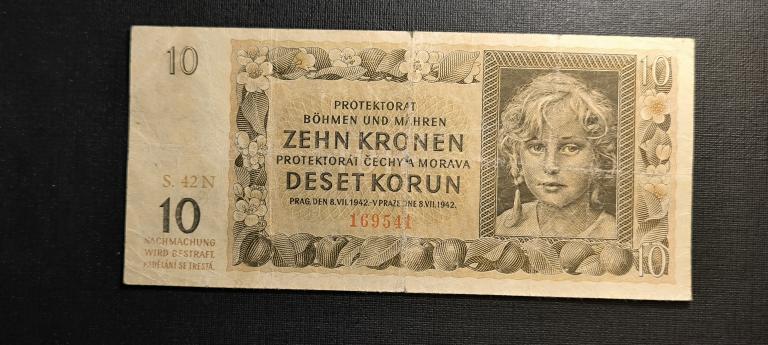 10
S. 42 N
10
NACHMACHUNG
WIRD BESTRAFT.
PADĚLÁNÍ SE TRESTÁ.
PROTEKTORAT
BÖHMEN UND MÄHREN
ZEHN KRONEN
PROTEKTORÁT ČECHY A MORAVA
DESET KORUN
PRAG, DEN 8. VII. 1942. - V PRAZE DNE 8. VII. 1942.
169541
10
10